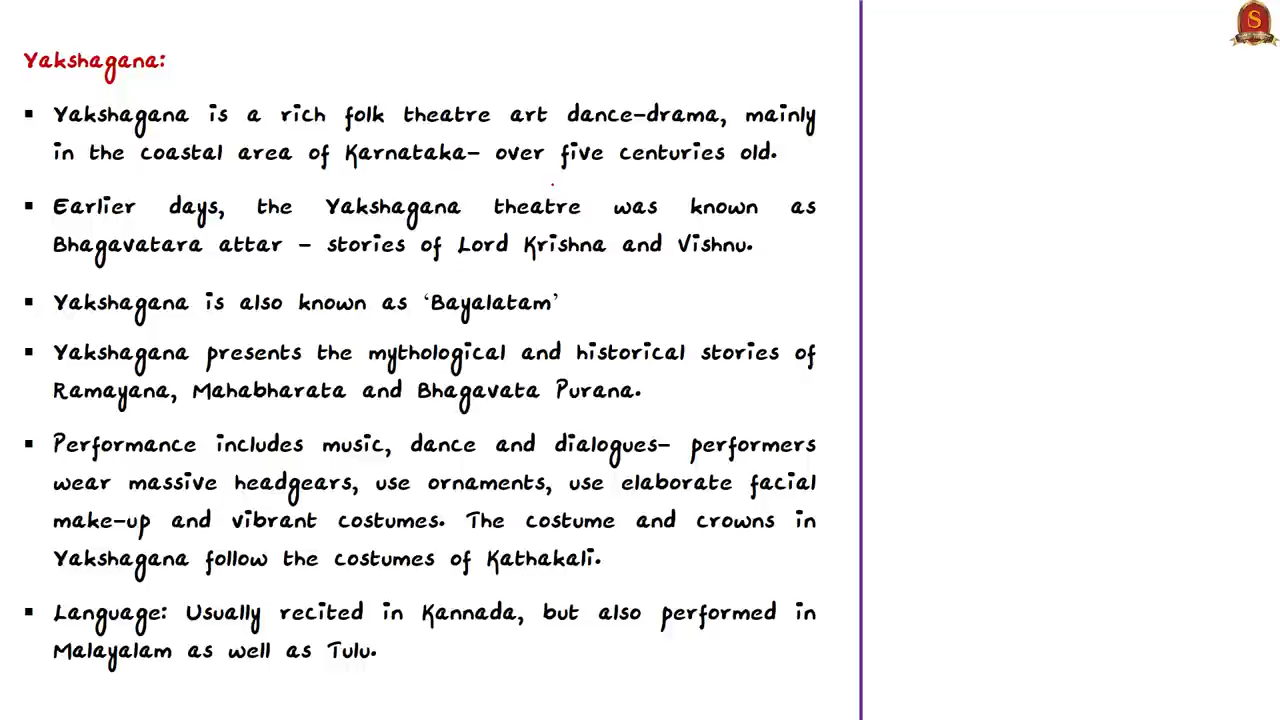 Yakshagana:
▪ Yakshagana is a rich folk theatre art dance-drama, mainly
in the coastal area of Karnataka- over five centuries old.
▪ Earlier days, the Yakshagana theatre was known as
Bhagavatara attar - stories of Lord Krishna and Vishnu.
▪ Yakshagana is also known as ‘Bayalatam’
▪ Yakshagana presents the mythological and historical stories of
Ramayana, Mahabharata and Bhagavata Purana.
▪ Performance includes music, dance and dialogues- performers
wear massive headgears, use ornaments, use elaborate facial
make-up and vibrant costumes. The costume and crowns in
Yakshagana follow the costumes of Kathakali.
▪ Language: Usually recited in Kannada, but also performed in
Malayalam as well as Tulu.
S